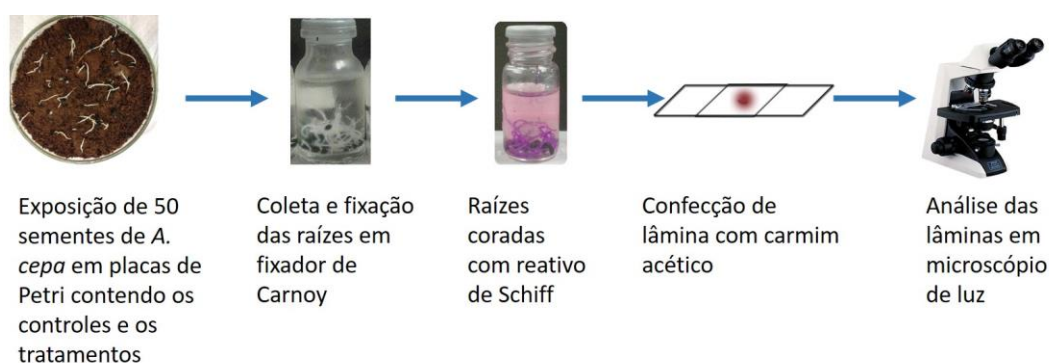 Exposição de 50
sementes de A.
cepa em placas de
Petri contendo os
controles e os
tratamentos
Coleta e fixação
das raízes em
fixador de
Carnoy
Raízes
coradas
com reativo
de Schiff
Confecção de
lâmina com carmim
acético
Análise das
lâminas em
microscópio
de luz